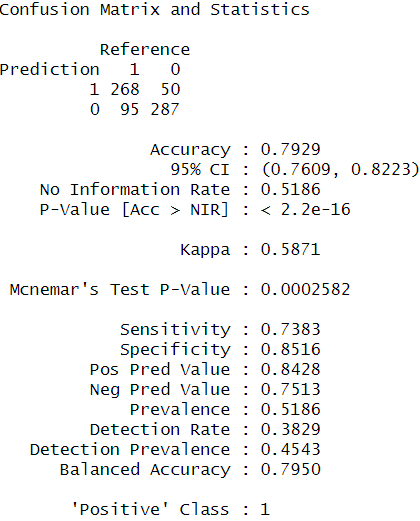 Confusion Matrix and Statistics
Reference
Prediction 1 0
1 268 50
0 95 287
Accuracy : 0.7929
95% CI : (0.7609, 0.8223)
No Information Rate : 0.5186
P-Value [Acc > NIR] : < 2.2e-16
Kappa : 0.5871
Mcnemar's Test P-Value : 0.0002582
Sensitivity : 0.7383
Specificity : 0.8516
Pos Pred Value : 0.8428
Neg Pred Value : 0.7513
Prevalence : 0.5186
Detection Rate : 0.3829
Detection Prevalence : 0.4543
Balanced Accuracy : 0.7950
'Positive' Class : 1